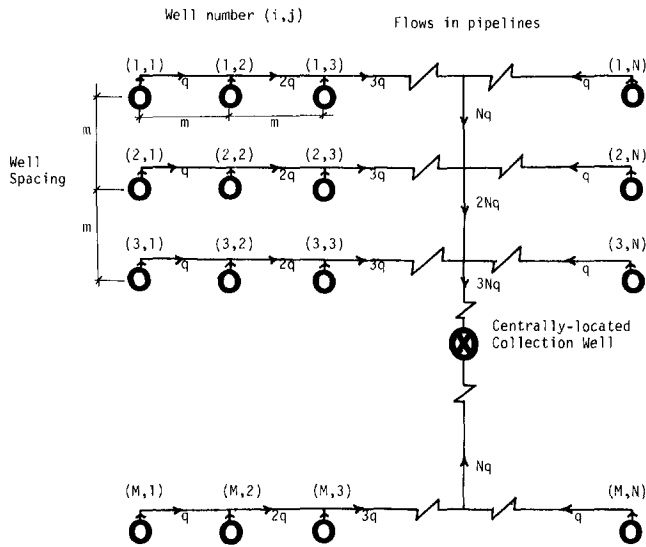 Well number (i,j) Flows in pipelines
(1,1) (1,2) (1,3) (1,N)
q 2q 3q q
m m
Nq
m
(2,1) (2,2) (2,3) (2,N)
Well
Spacing
q 2q 3q q
2Nq
m
(3,1) (3,2) (3,3) (3,N)
q 2q 3q q
3Nq
Centrally-located
Collection Well
X
Nq
(M,1) (M,2) (M,3) (M,N)
q 2q 3q q